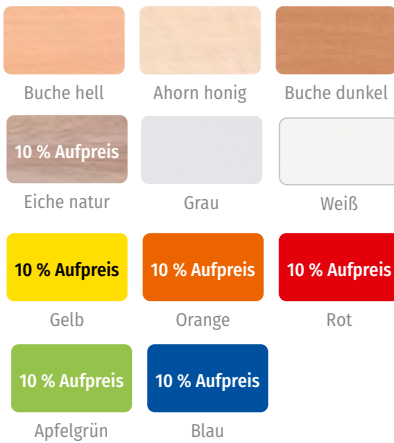 Buche hell
Ahorn honig
Buche dunkel
10 % Aufpreis
Eiche natur
Grau
Weiß
10 % Aufpreis
10 % Aufpreis
10 % Aufpreis
Gelb
Orange
Rot
10 % Aufpreis
10 % Aufpreis
Apfelgrün
Blau